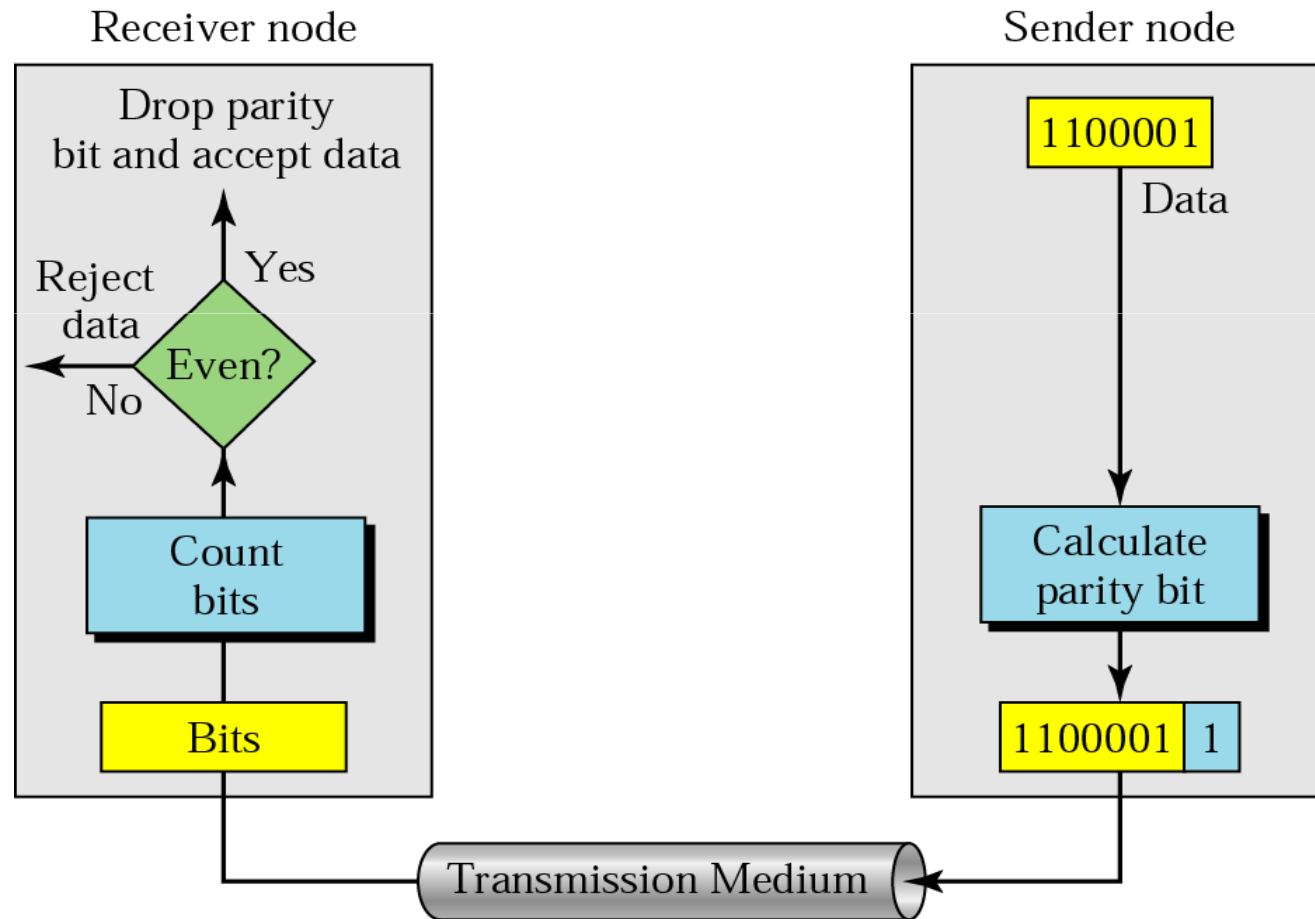 Receiver node
Drop parity
bit and accept data
Yes
Reject
data
No
Even?
Count
bits
Bits
Sender node
1100001
Data
Calculate
parity bit
1100001 1
Transmission Medium